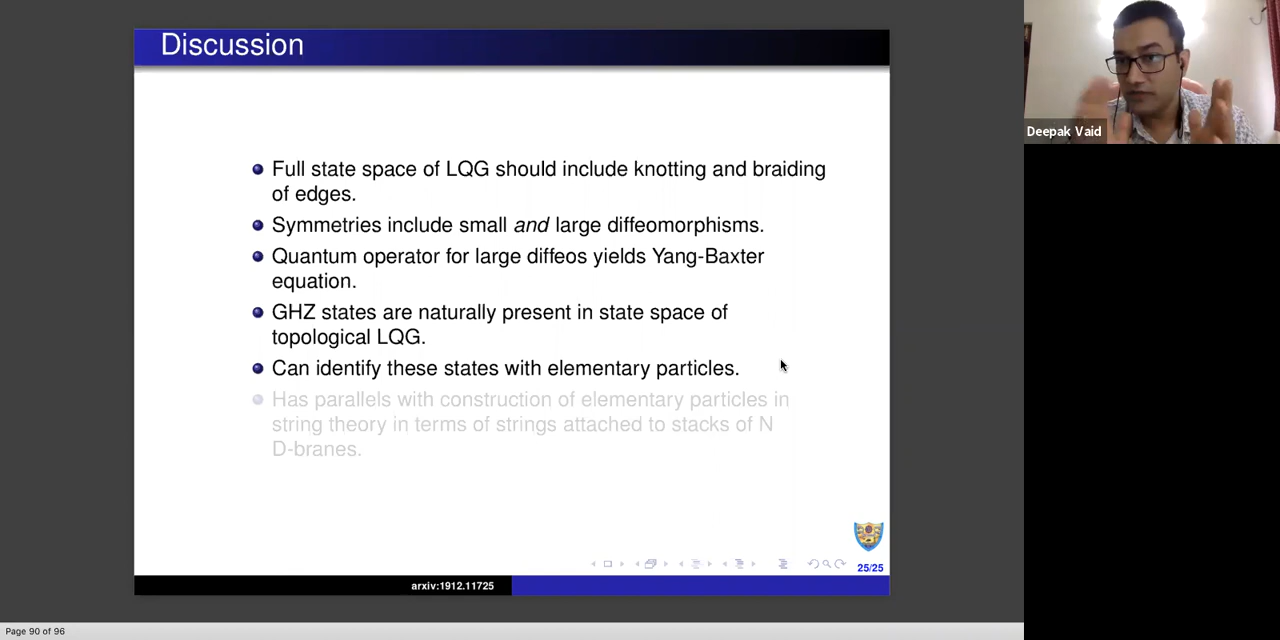 Discussion
Full state space of LQG should include knotting and braiding
of edges.
Symmetries include small and large diffeomorphisms.
Quantum operator for large diffeos yields Yang-Baxter
equation.
GHZ states are naturally present in state space of
topological LQG.
Can identify these states with elementary particles.
Has parallels with construction of elementary particles in
string theory in terms of strings attached to stacks of N
D-branes.
25/25
arxiv:1912.11725
Page 90 of 96
Deepak Vaid